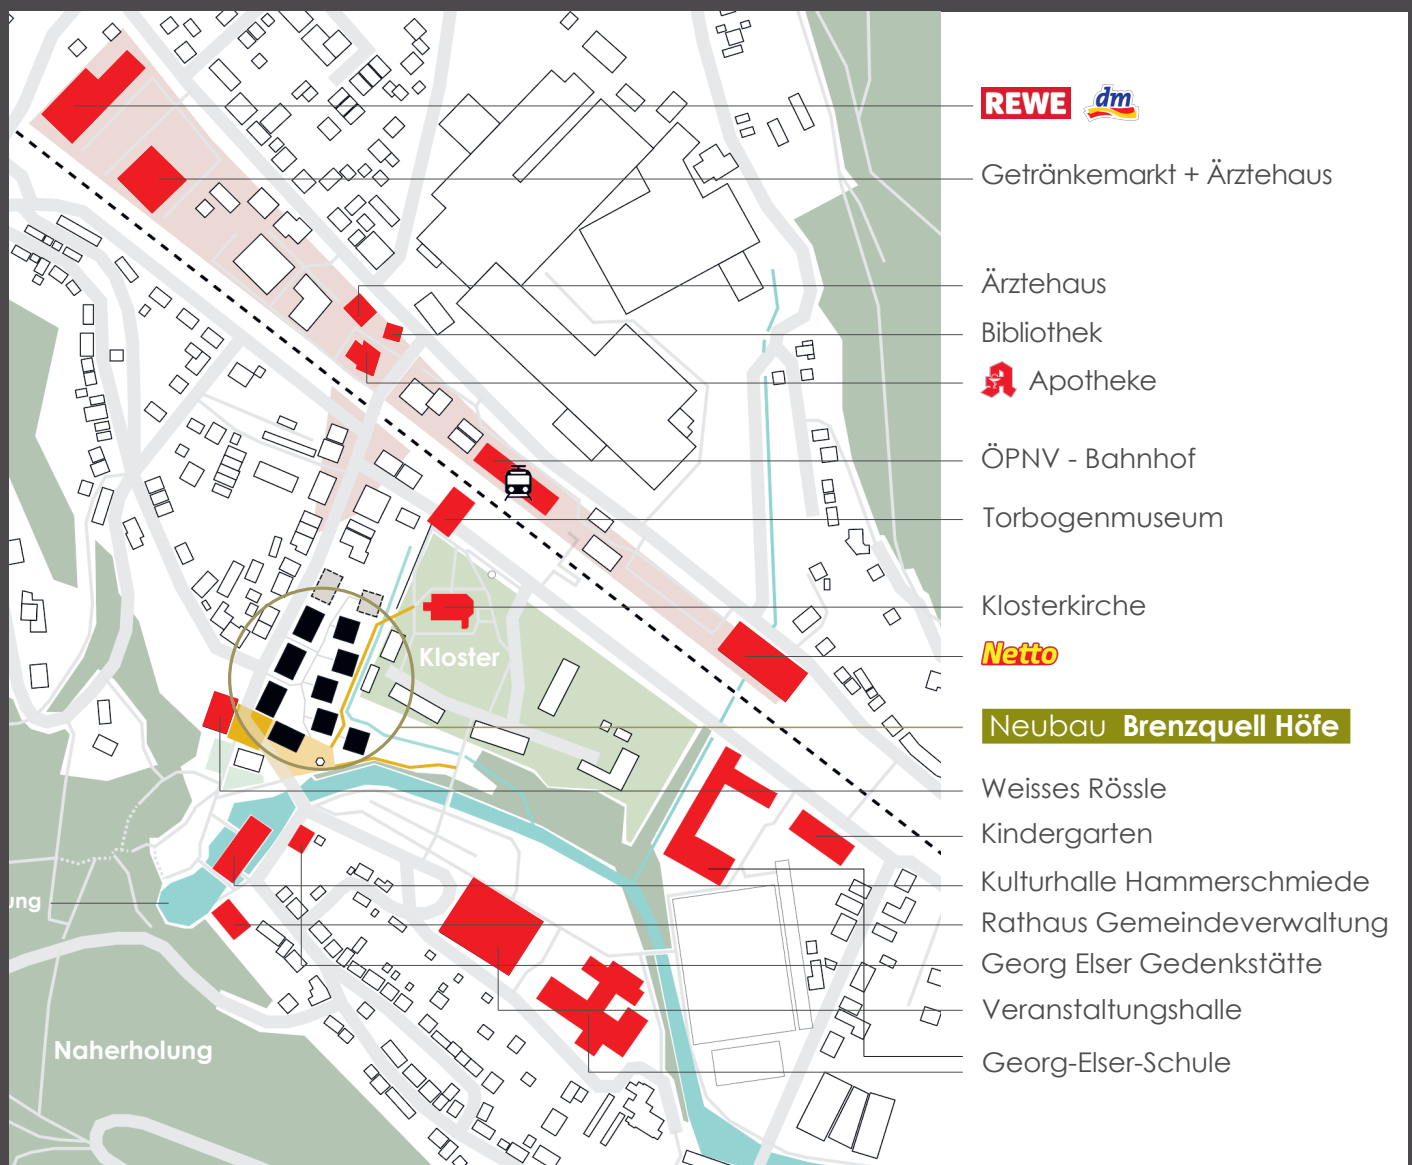 REWE dm
Getränkemarkt + Ärztehaus
Ärztehaus
Bibliothek
Apotheke
ÖPNV - Bahnhof
Torbogenmuseum
Klosterkirche
Netto
Kloster
Neubau Brenzquell Höfe
Weisses Rössle
Kindergarten
Kulturhalle Hammerschmiede
ung
Rathaus Gemeindeverwaltung
Georg Elser Gedenkstätte
Veranstaltungshalle
Naherholung
Georg-Elser-Schule